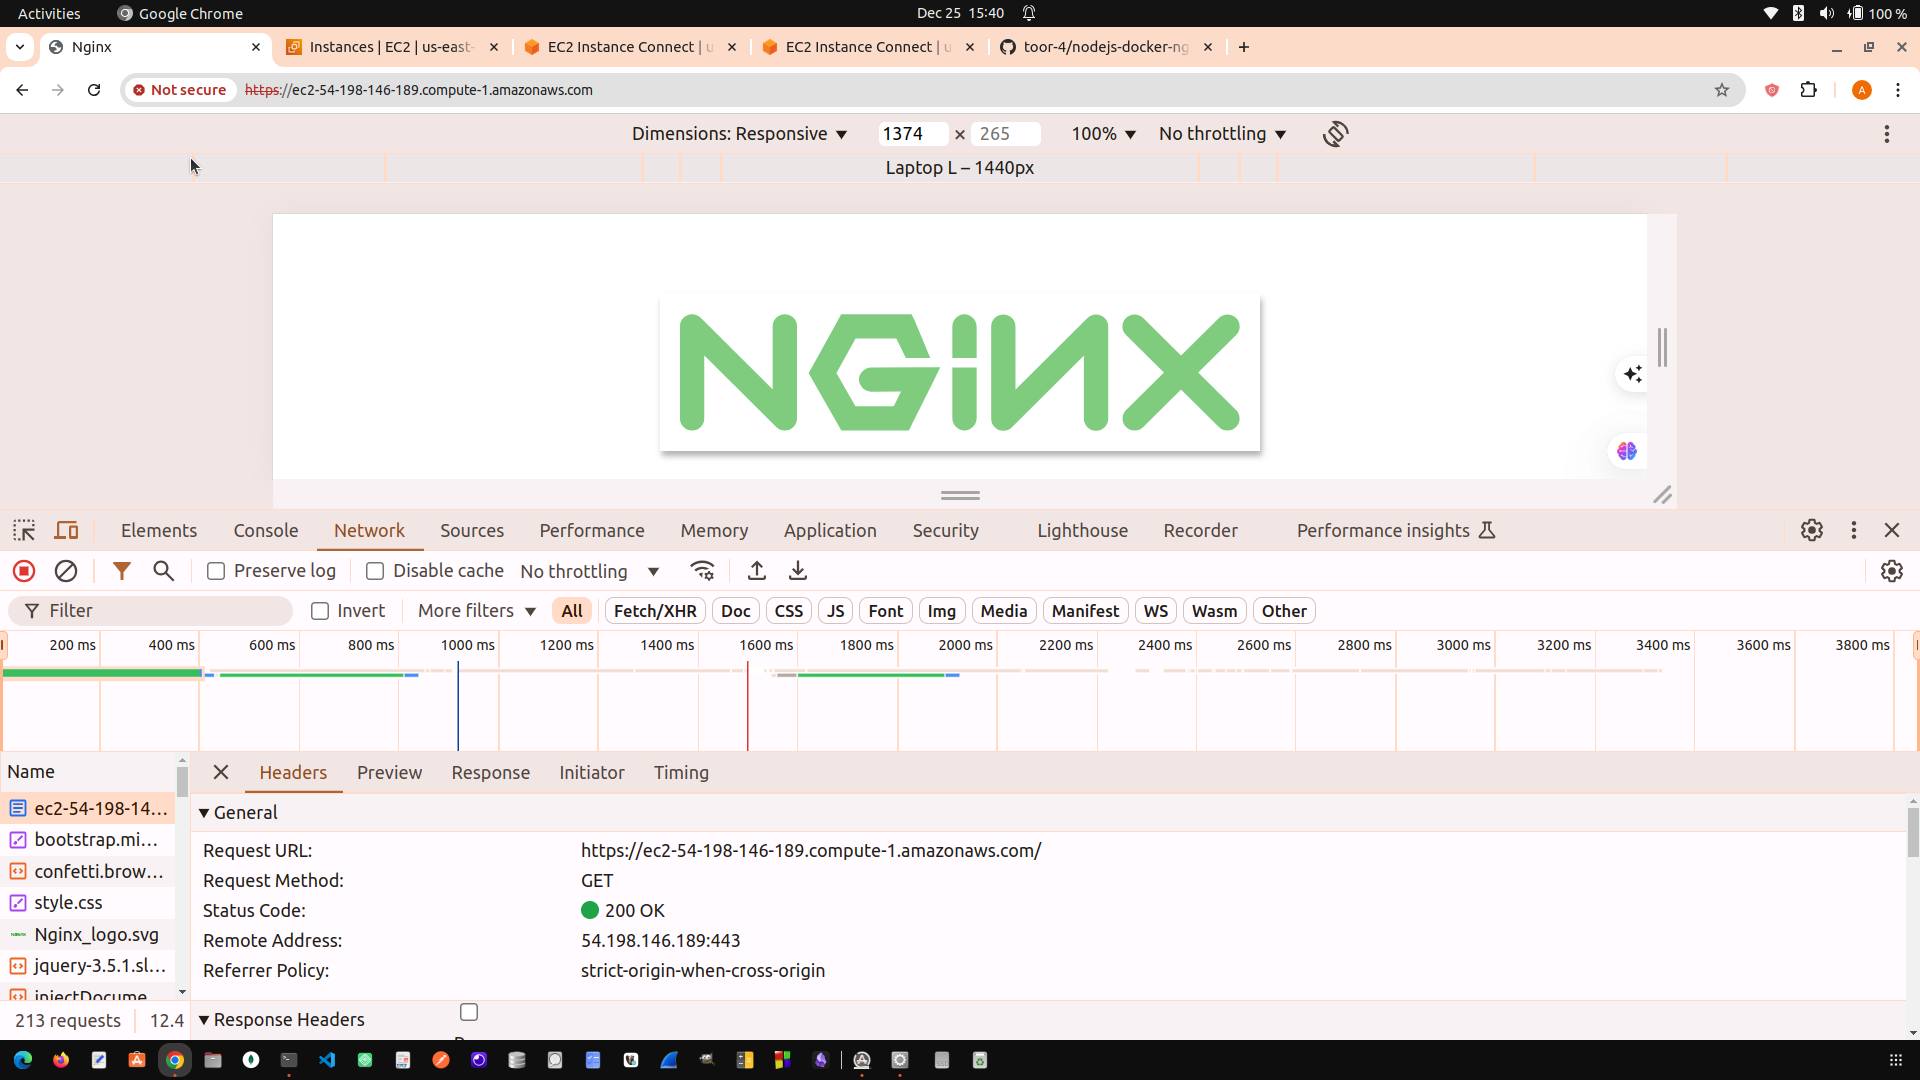 Activities
Google Chrome
Dec 25 15:40
100 %
Nginx
Instances | EC2 | us-east-
EC2 Instance Connect | u
EC2 Instance Connect | u
toor-4/nodejs-docker-ng
Not secure
https://ec2-54-198-146-189.compute-1.amazonaws.com
A
Dimensions: Responsive
1374 × 265
100%
No throttling
Laptop L – 1440px
NGINX
Elements
Console
Network
Sources
Performance
Memory
Application
Security
Lighthouse
Recorder
Performance insights
Preserve log
Disable cache
No throttling
Filter
Invert
More filters
All
Fetch/XHR
Doc
CSS
JS
Font
Img
Media
Manifest
WS
Wasm
Other
200 ms
400 ms
600 ms
800 ms
1000 ms
1200 ms
1400 ms
1600 ms
1800 ms
2000 ms
2200 ms
2400 ms
2600 ms
2800 ms
3000 ms
3200 ms
3400 ms
3600 ms
3800 ms
Name
Headers
Preview
Response
Initiator
Timing
ec2-54-198-14...
bootstrap.mi...
confetti.brow...
style.css
Nginx_logo.svg
jquery-3.5.1.sl...
injectDocume
213 requests
12.4
General
Request URL:
https://ec2-54-198-146-189.compute-1.amazonaws.com/
Request Method:
GET
Status Code:
200 OK
Remote Address:
54.198.146.189:443
Referrer Policy:
strict-origin-when-cross-origin
Response Headers